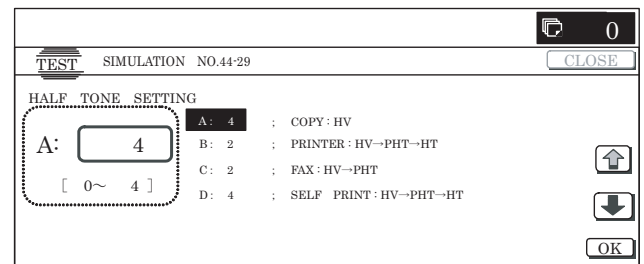 0
TEST SIMULATION NO.44-29 CLOSE
HALF TONE SETTING
A: 4 ; COPY : HV
B: 2 ; PRINTER : HV→PHT→HT
C: 2 ; FAX : HV→PHT
D: 4 ; SELF PRINT : HV→PHT→HT
A: 4
[ 0～ 4 ]
OK